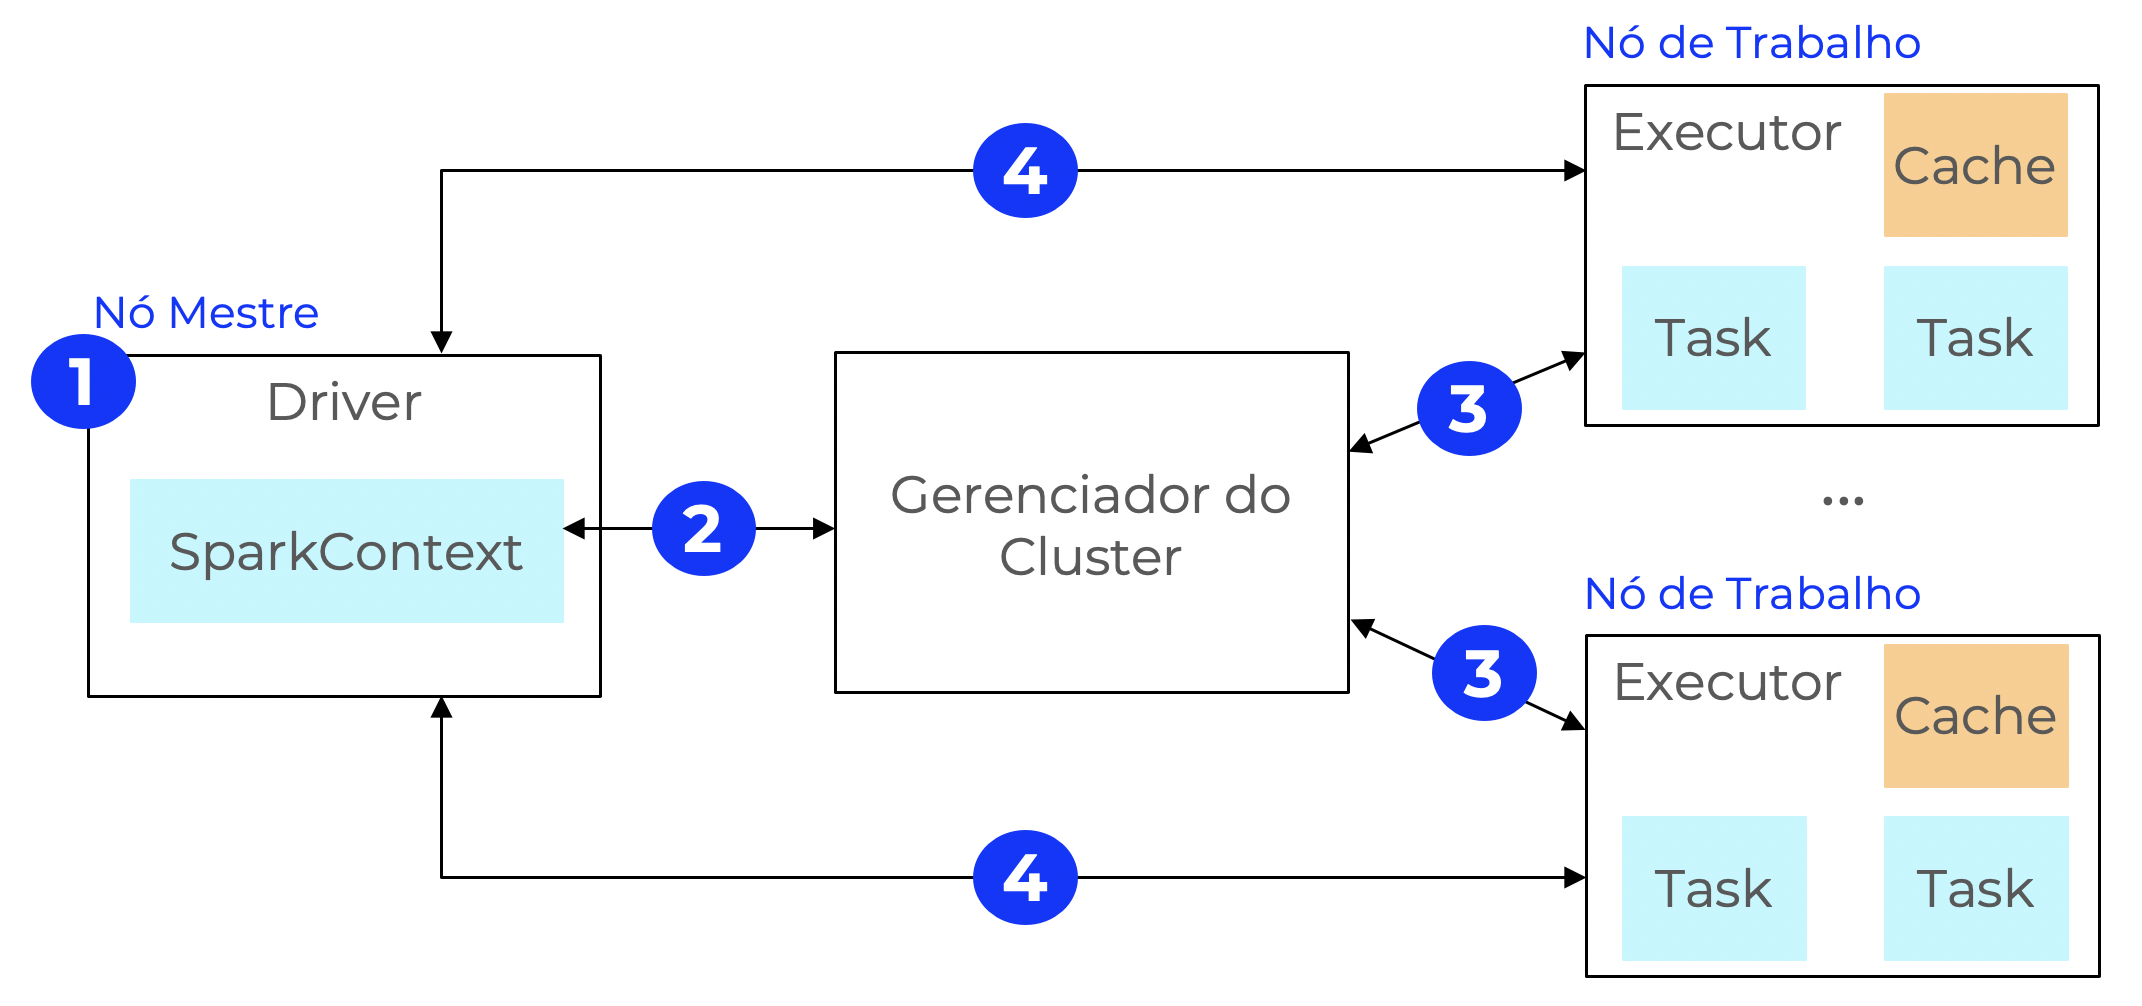 Nó de Trabalho
Executor
Cache
4
Task
Task
Nó Mestre
1
Driver
3
SparkContext
2
Gerenciador do
Cluster
...
Nó de Trabalho
Executor
Cache
3
4
Task
Task